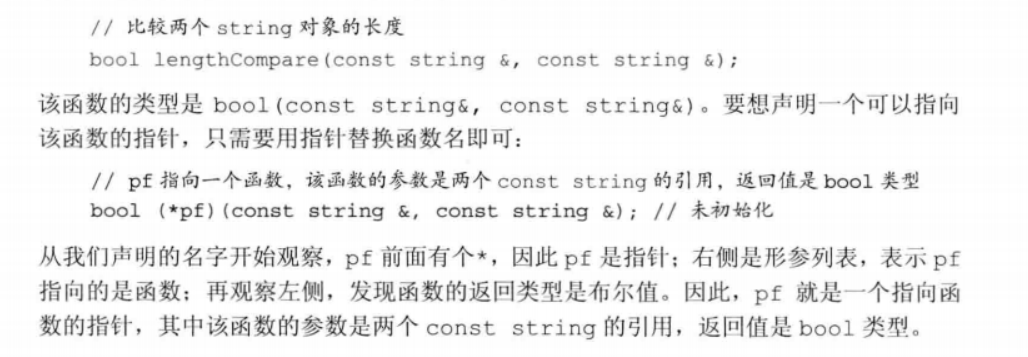 // 比较两个 string 对象的长度
bool lengthCompare(const string &, const string &);
该函数的类型是 bool(const string&, const string&)。要想声明一个可以指向
该函数的指针，只需要用指针替换函数名即可：
// pf 指向一个函数，该函数的参数是两个 const string 的引用，返回值是 bool 类型
bool (*pf)(const string &, const string &); // 未初始化
从我们声明的名字开始观察，pf 前面有个*，因此 pf 是指针；右侧是形参列表，表示 pf
指向的是函数；再观察左侧，发现函数的返回类型是布尔值。因此，pf 就是一个指向函
数的指针，其中该函数的参数是两个 const string 的引用，返回值是 bool 类型。